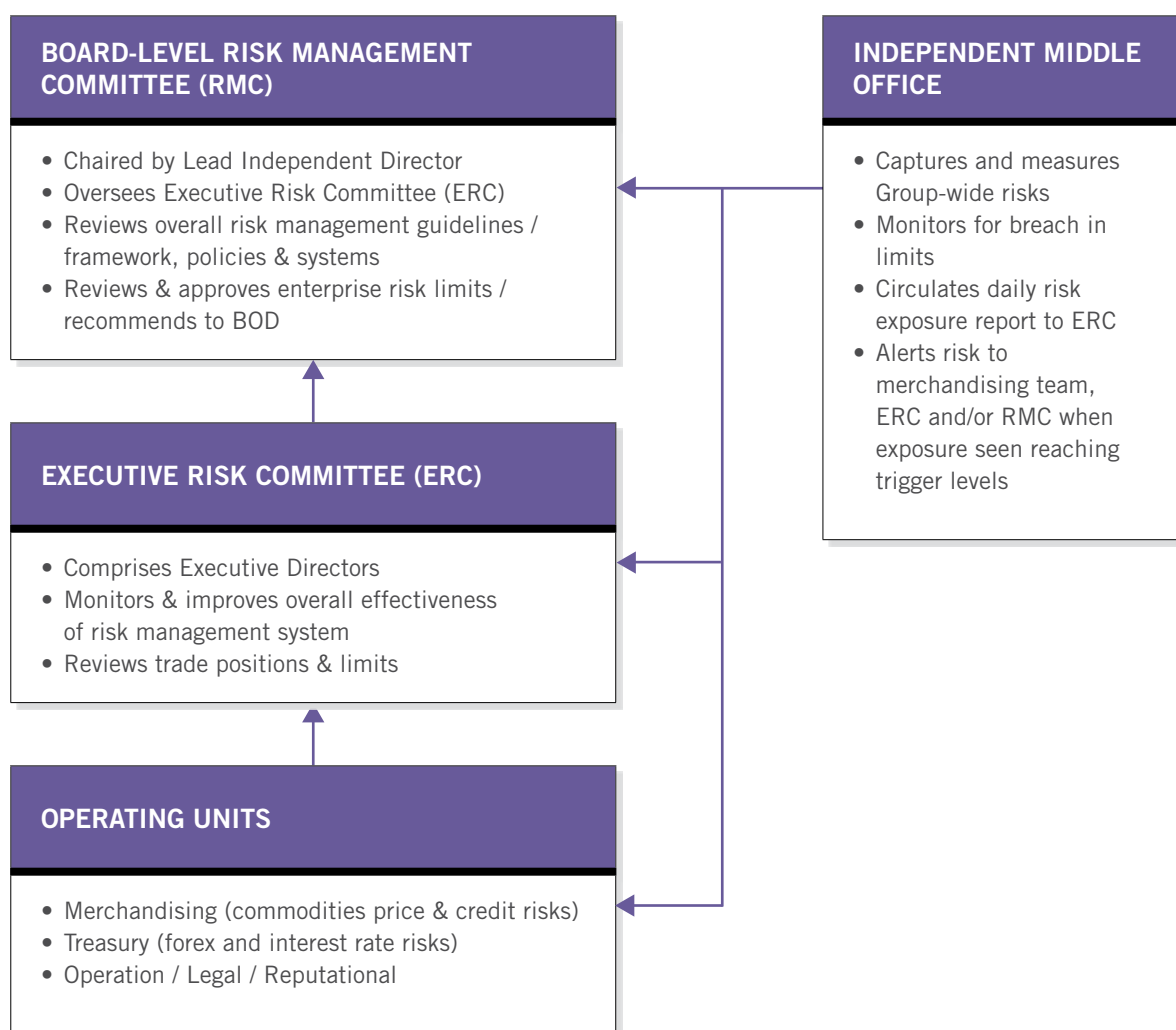 BOARD-LEVEL RISK MANAGEMENT
COMMITTEE (RMC)
• Chaired by Lead Independent Director
• Oversees Executive Risk Committee (ERC)
• Reviews overall risk management guidelines /
framework, policies & systems
• Reviews & approves enterprise risk limits /
recommends to BOD
EXECUTIVE RISK COMMITTEE (ERC)
• Comprises Executive Directors
• Monitors & improves overall effectiveness
of risk management system
• Reviews trade positions & limits
OPERATING UNITS
• Merchandising (commodities price & credit risks)
• Treasury (forex and interest rate risks)
• Operation / Legal / Reputational
INDEPENDENT MIDDLE
OFFICE
• Captures and measures
Group-wide risks
• Monitors for breach in
limits
• Circulates daily risk
exposure report to ERC
• Alerts risk to
merchandising team,
ERC and/or RMC when
exposure seen reaching
trigger levels